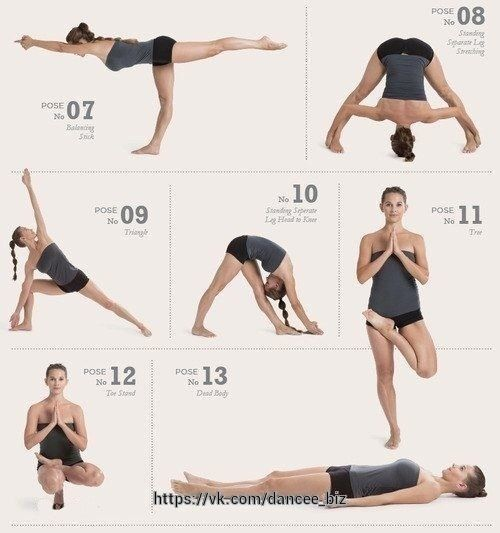 POSE
No 07
Balancing
Stick
POSE
No 08
Standing
Separate Leg
Stretching
POSE
No 09
Triangle
No 10
Standing Seperate
Leg Head to Knee
POSE
No 11
Tree
POSE
No 12
Toe Stand
POSE
No 13
Dead Body
https://vk.com/dancee_biz